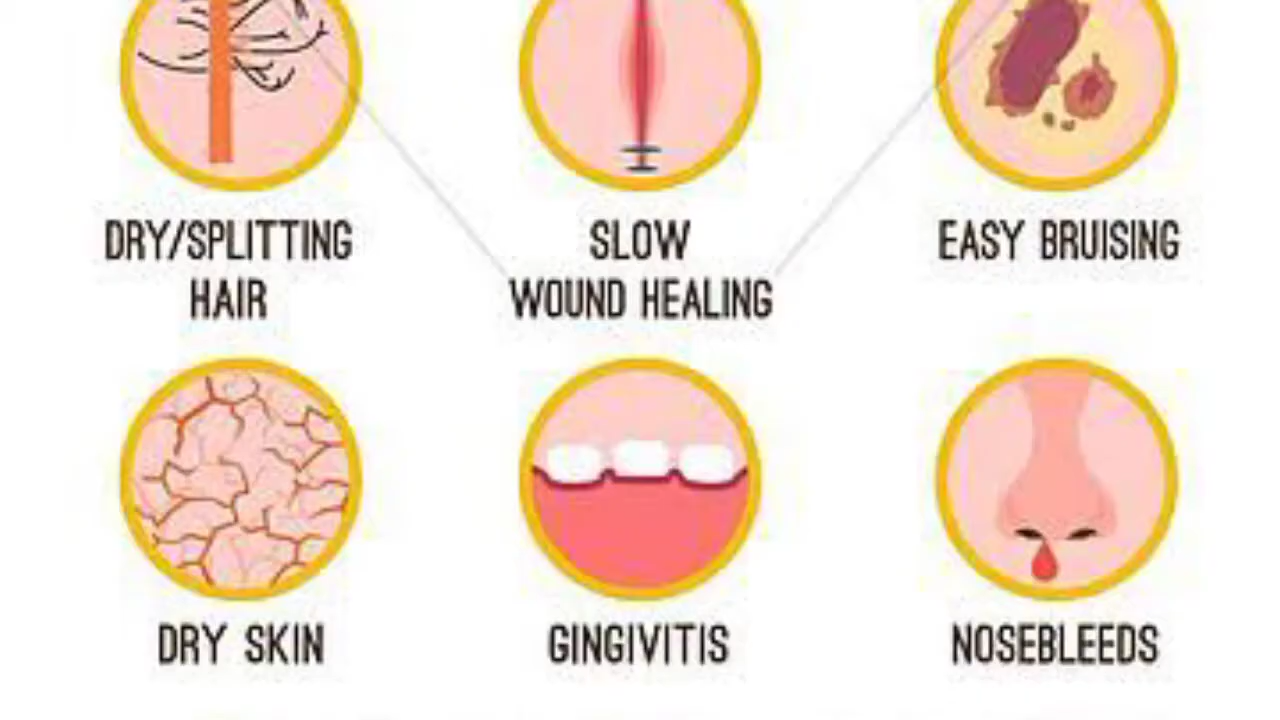 DRY/SPLITTING
HAIR
SLOW
WOUND HEALING
EASY BRUISING
DRY SKIN
GINGIVITIS
NOSEBLEEDS